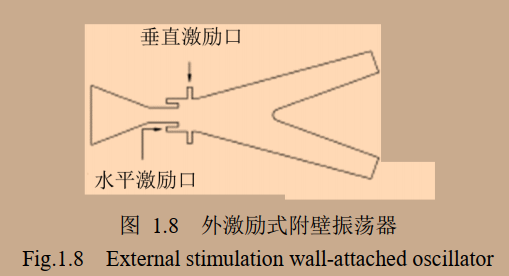 垂直激励口
水平激励口
图 1.8 外激励式附壁振荡器
Fig.1.8 External stimulation wall-attached oscillator